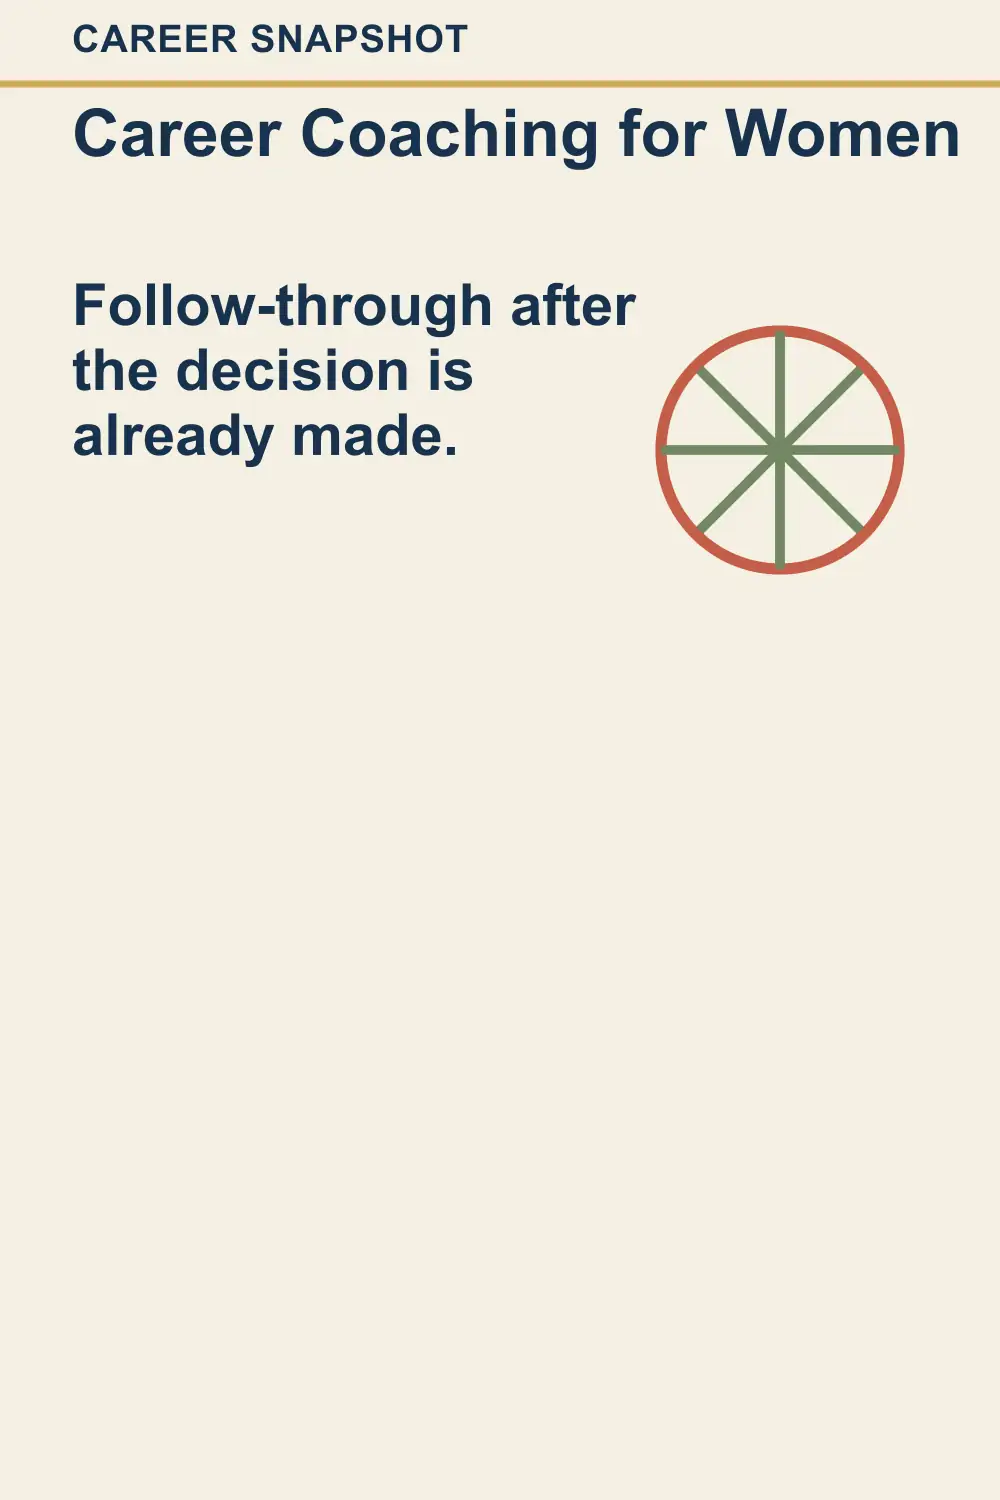 CAREER SNAPSHOT
Career Coaching for Women
Follow-through after
the decision is
already made.